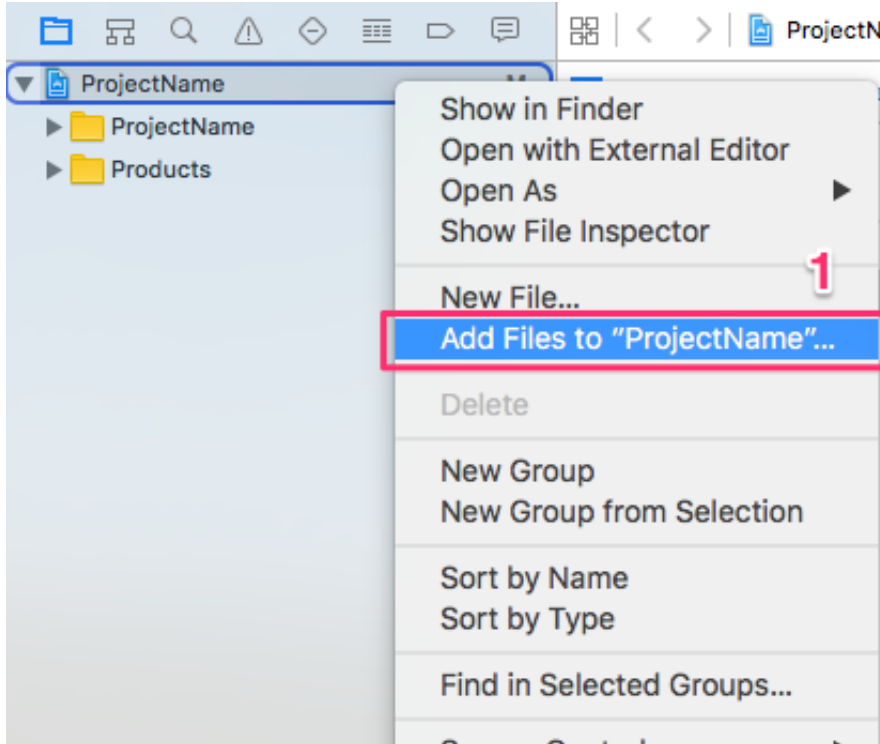 ProjectN
ProjectName
ProjectName
Products
Show in Finder
Open with External Editor
Open As
Show File Inspector
1
New File...
Add Files to “ProjectName”...
Delete
New Group
New Group from Selection
Sort by Name
Sort by Type
Find in Selected Groups...